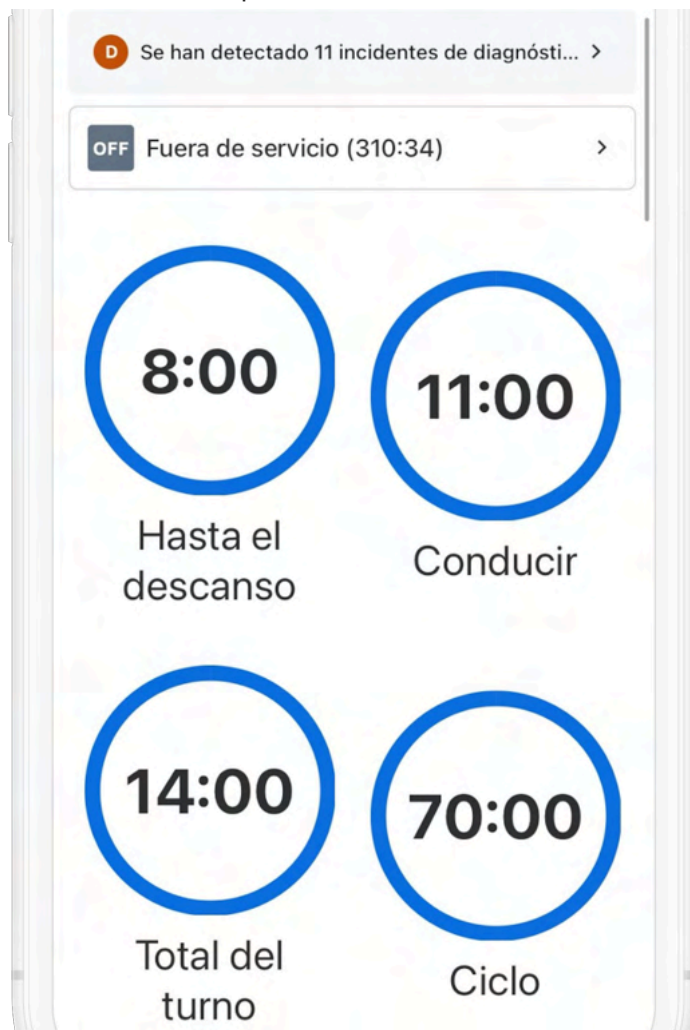 D Se han detectado 11 incidentes de diagnósti... >
OFF Fuera de servicio (310:34) >
8:00
11:00
Hasta el
descanso
Conducir
14:00
70:00
Total del
turno
Ciclo